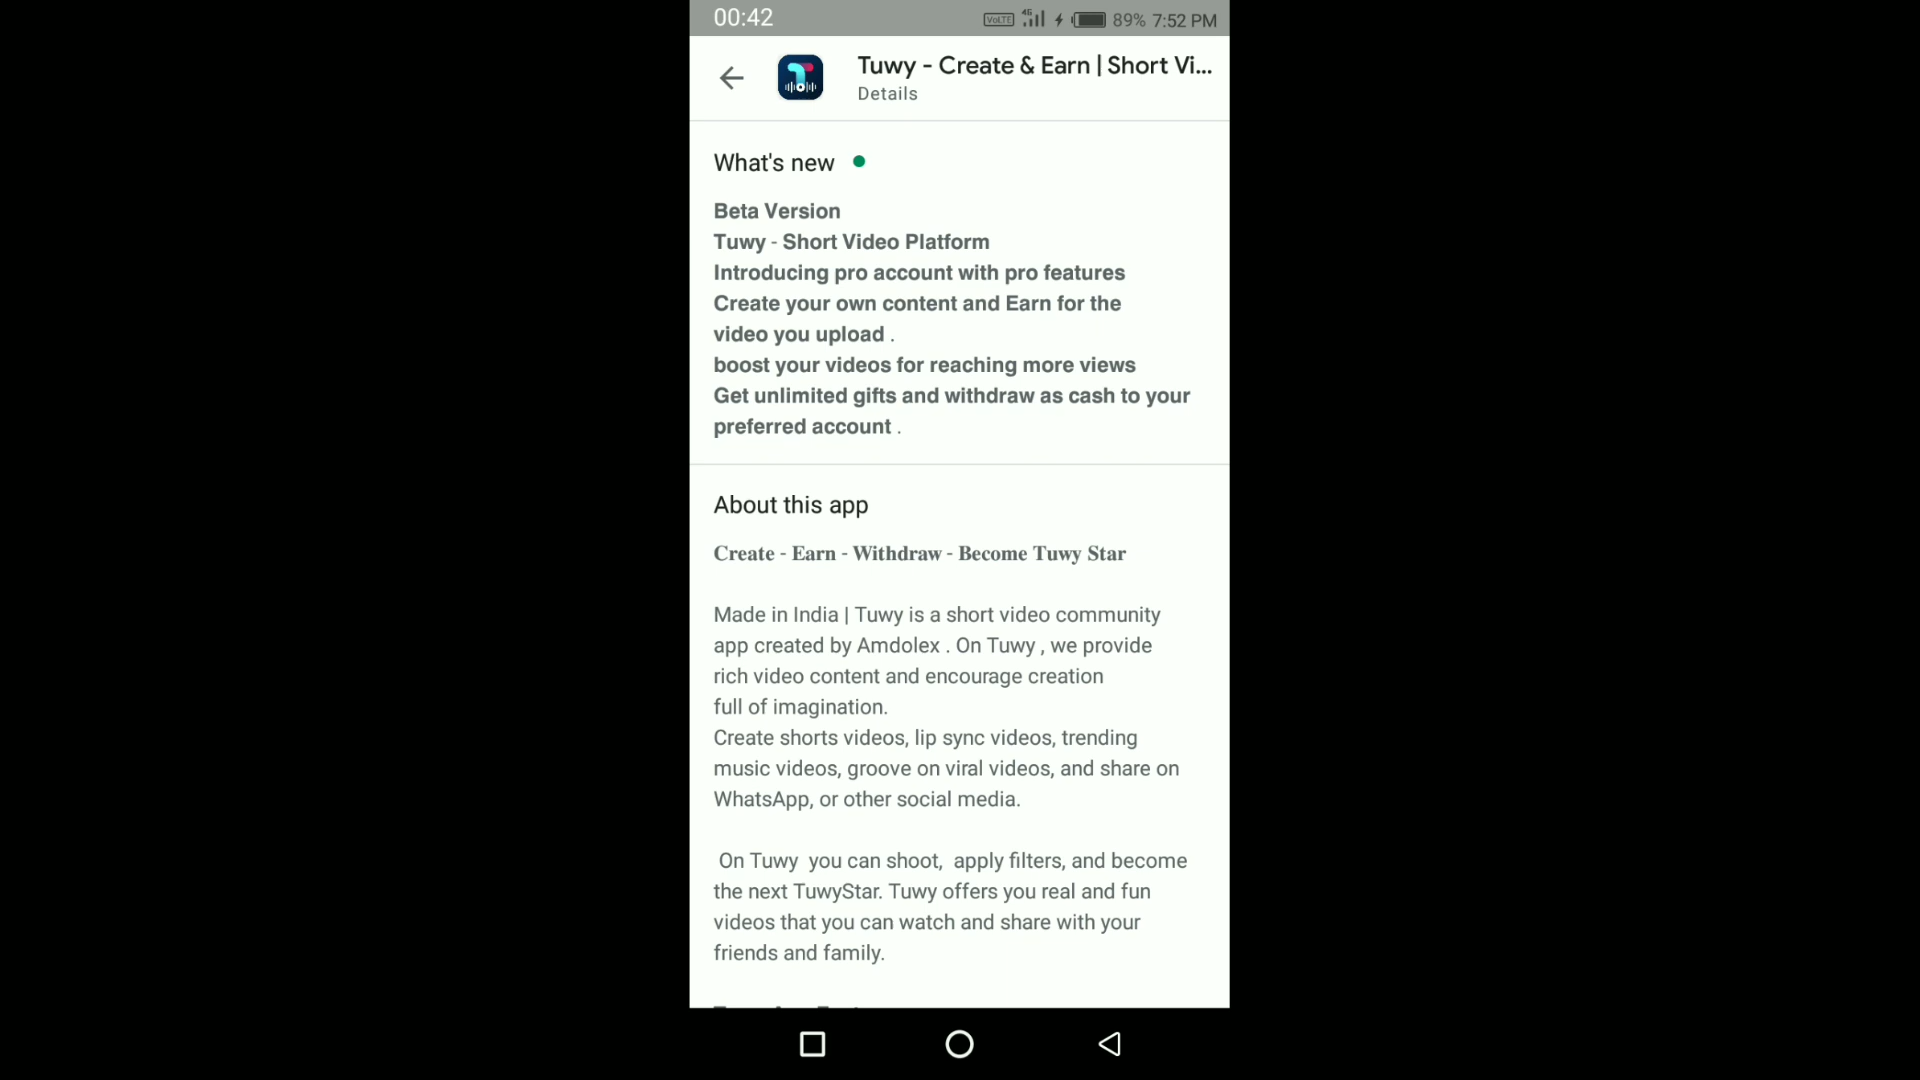 00:42 VoLTE 4G 89% 7:52 PM
Tuwy - Create & Earn | Short Vi...
Details
What's new
Beta Version
Tuwy - Short Video Platform
Introducing pro account with pro features
Create your own content and Earn for the
video you upload .
boost your videos for reaching more views
Get unlimited gifts and withdraw as cash to your
preferred account .
About this app
Create - Earn - Withdraw - Become Tuwy Star
Made in India | Tuwy is a short video community
app created by Amdolex . On Tuwy , we provide
rich video content and encourage creation
full of imagination.
Create shorts videos, lip sync videos, trending
music videos, groove on viral videos, and share on
WhatsApp, or other social media.
On Tuwy you can shoot, apply filters, and become
the next TuwyStar. Tuwy offers you real and fun
videos that you can watch and share with your
friends and family.